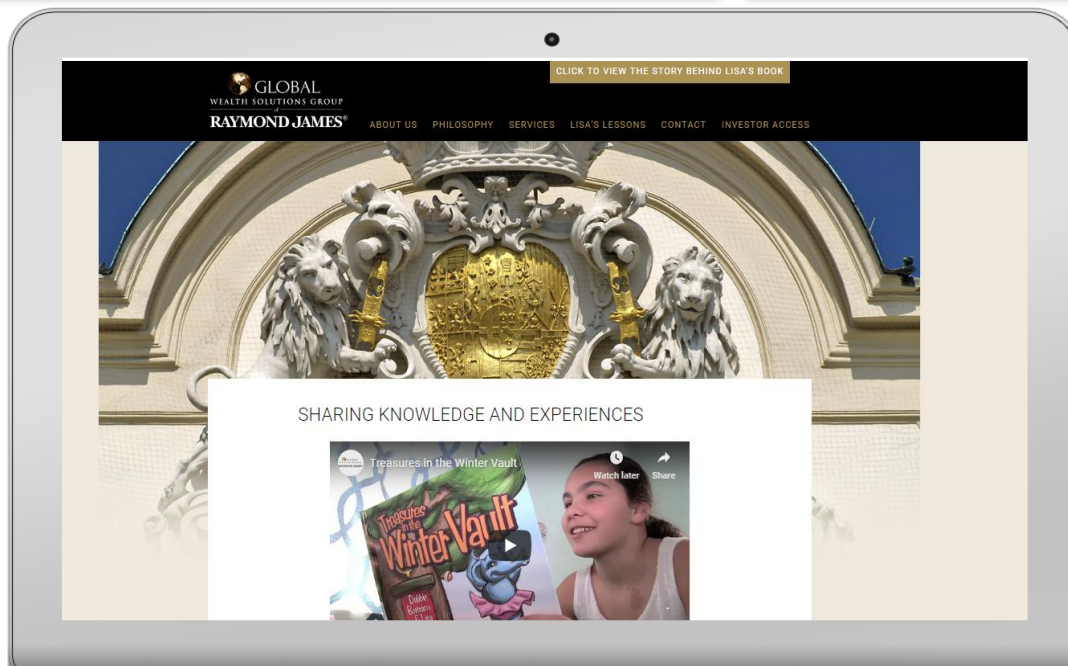 CLICK TO VIEW THE STORY BEHIND LISA'S BOOK
GLOBAL
WEALTH SOLUTIONS GROUP
of
RAYMOND JAMES®
ABOUT US PHILOSOPHY SERVICES LISA'S LESSONS CONTACT INVESTOR ACCESS
SHARING KNOWLEDGE AND EXPERIENCES
Treasures in the Winter Vault
Watch later Share
Treasures
in the
Winter Vault
Debbie